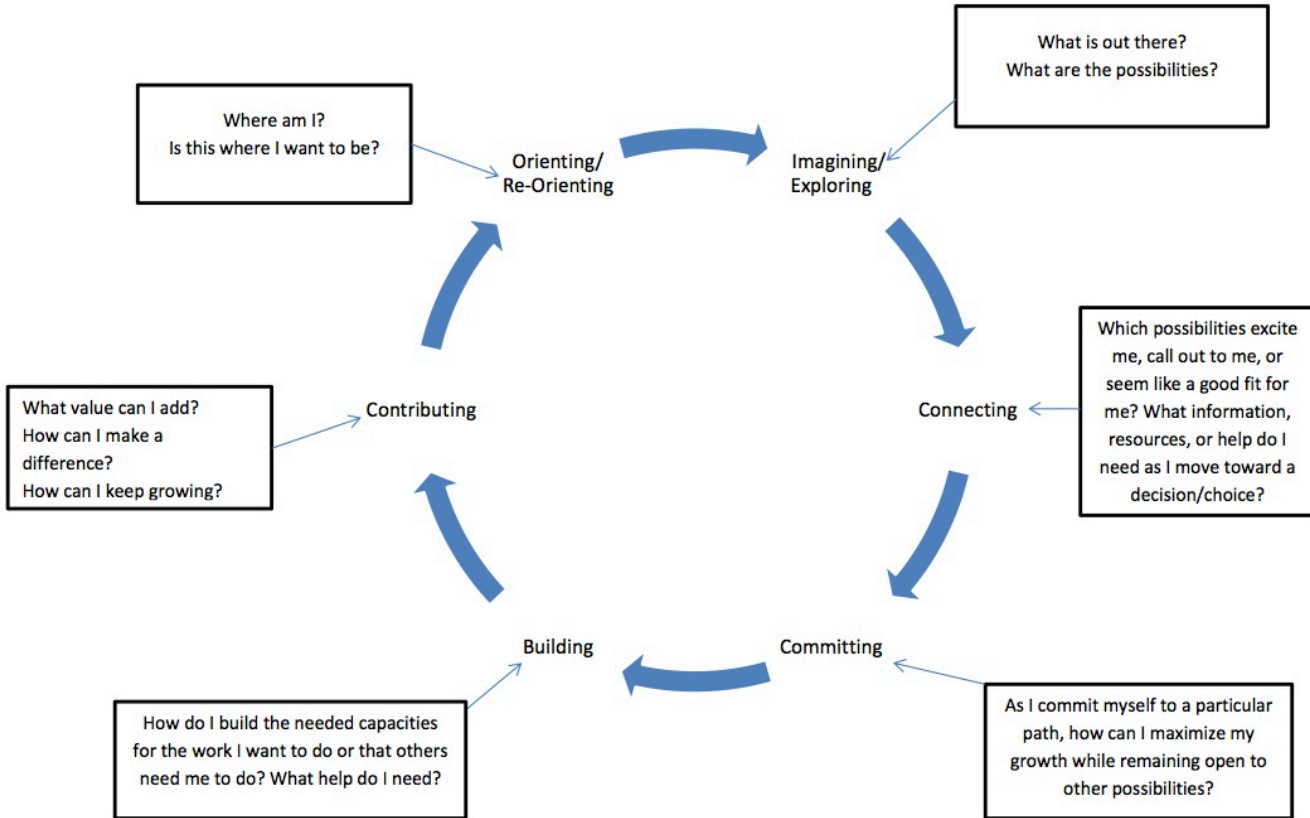 What is out there?
What are the possibilities?
Where am I?
Is this where I want to be?
Orienting/
Re-Orienting
Imagining/
Exploring
Which possibilities excite
me, call out to me, or
seem like a good fit for
me? What information,
resources, or help do I
need as I move toward a
decision/choice?
What value can I add?
How can I make a
difference?
How can I keep growing?
Contributing
Connecting
Building
Committing
How do I build the needed capacities
for the work I want to do or that others
need me to do? What help do I need?
As I commit myself to a particular
path, how can I maximize my
growth while remaining open to
other possibilities?